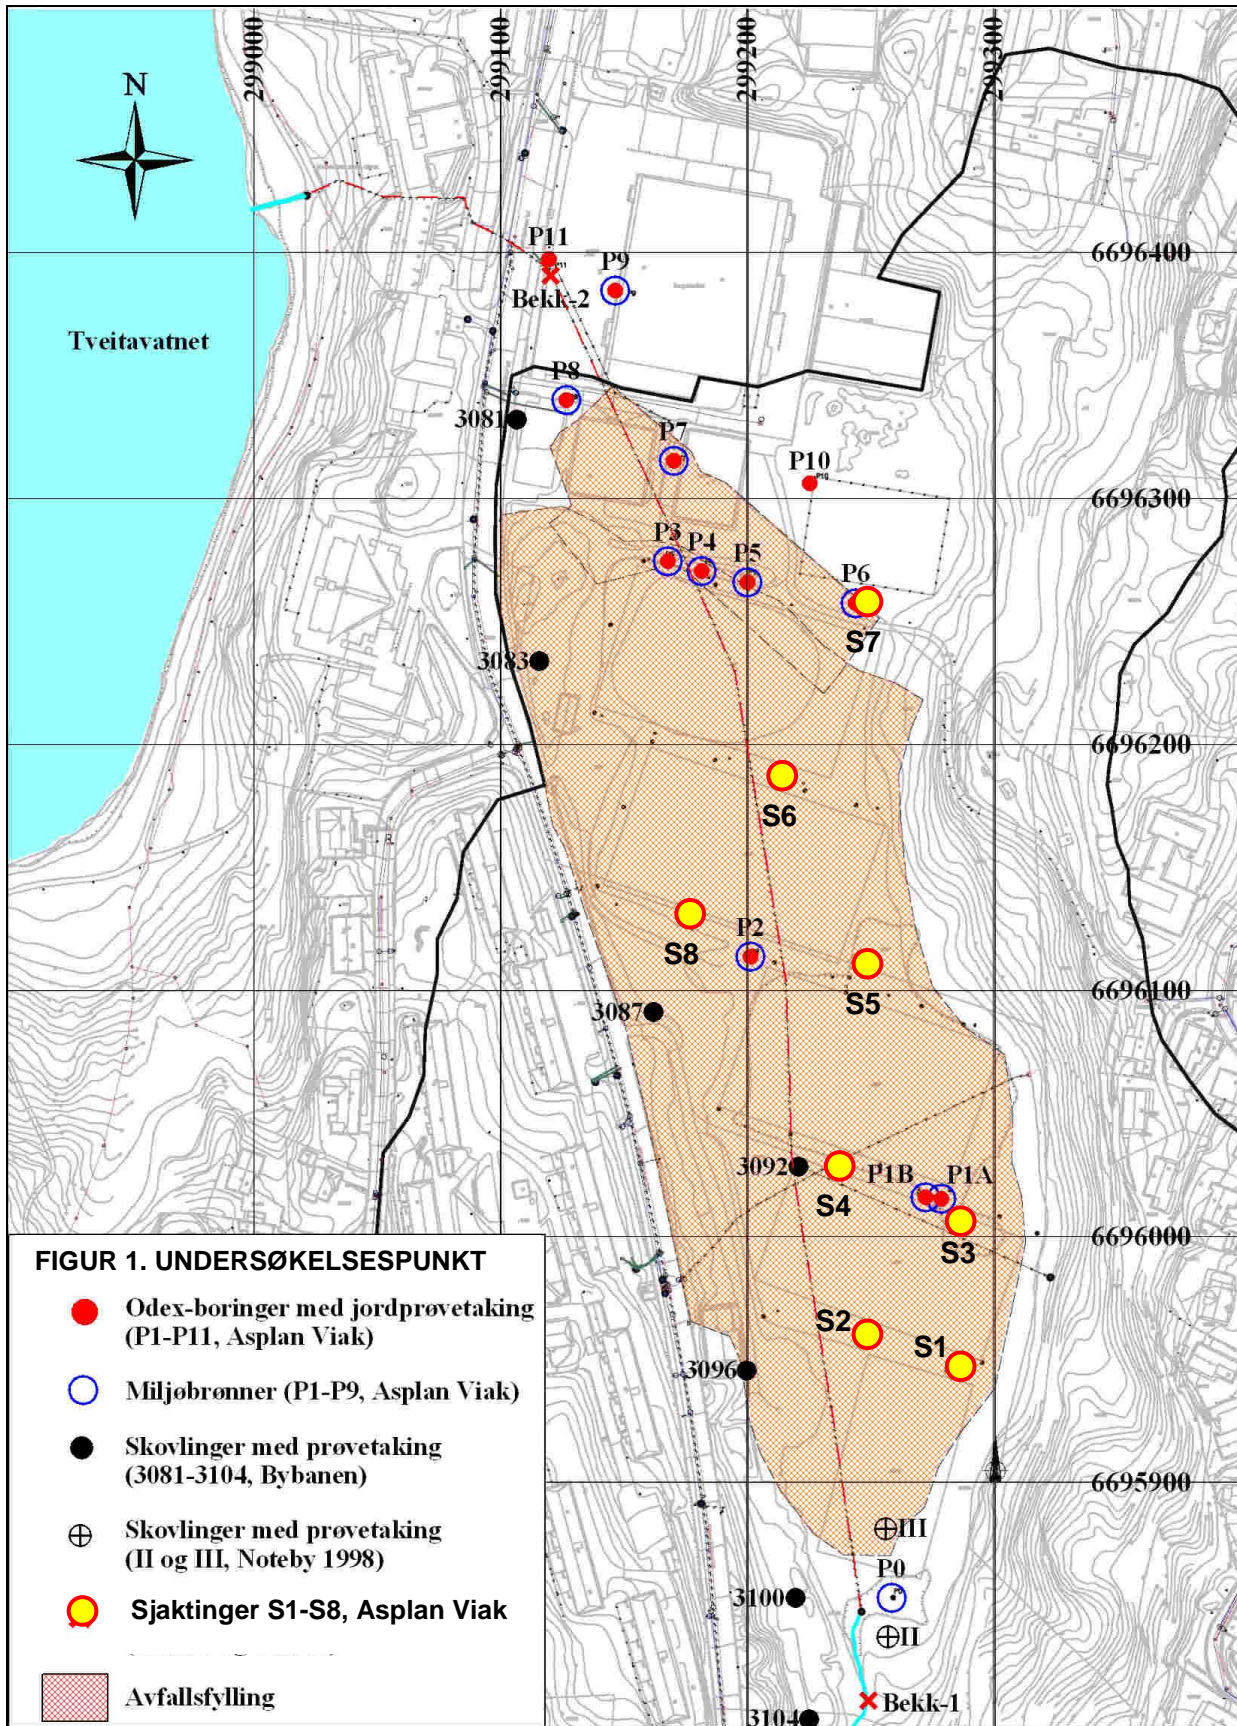 299000
299100
299200
299300
N
P11
P9
6696400
Bekk-2
Tveitavatnet
P8
3081
P7
P10
6696300
P3
P4
P5
P6
S7
3083
6696200
S6
S8
P2
S5
6696100
3087
3092
P1B
P1A
S4
S3
6696000
S2
S1
3096
6695900
III
P0
3100
II
Bekk-1
3104
FIGUR 1. UNDERSØKELSESPUNKT
Odex-boringer med jordprøvetaking
(P1-P11, Asplan Viak)
Miljøbrønner (P1-P9, Asplan Viak)
Skovlinger med prøvetaking
(3081-3104, Bybanen)
Skovlinger med prøvetaking
(II og III, Noteby 1998)
Sjaktinger S1-S8, Asplan Viak
Avfallsfylling